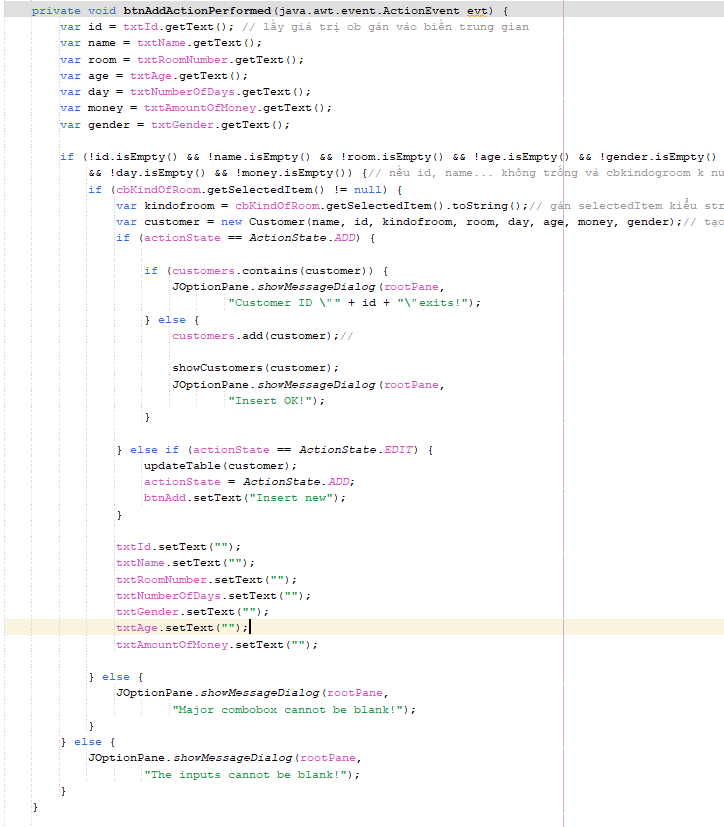 private void btnAddActionPerformed(java.awt.event.ActionEvent evt) {
var id = txtId.getText(); // lấy giá trị ob gán vào biến trung gian
var name = txtName.getText();
var room = txtRoomNumber.getText();
var age = txtAge.getText();
var day = txtNumberOfDays.getText();
var money = txtAmountOfMoney.getText();
var gender = txtGender.getText();
if (!id.isEmpty() && !name.isEmpty() && !room.isEmpty() && !age.isEmpty() && !gender.isEmpty()
&& !day.isEmpty() && !money.isEmpty()) {// nếu id, name... không trống và cbkindogroom k nu
if (cbKindOfRoom.getSelectedItem() != null) {
var kindofroom = cbKindOfRoom.getSelectedItem().toString();// gán selectedItem kiểu str
var customer = new Customer(name, id, kindofroom, room, day, age, money, gender);// tạo
if (actionState == ActionState.ADD) {
if (customers.contains(customer)) {
JOptionPane.showMessageDialog(rootPane,
"Customer ID \"" + id + "\"exits!");
} else {
customers.add(customer);//
showCustomers(customer);
JOptionPane.showMessageDialog(rootPane,
"Insert OK!");
}
} else if (actionState == ActionState.EDIT) {
updateTable(customer);
actionState = ActionState.ADD;
btnAdd.setText("Insert new");
}
txtId.setText("");
txtName.setText("");
txtRoomNumber.setText("");
txtNumberOfDays.setText("");
txtGender.setText("");
txtAge.setText("");
txtAmountOfMoney.setText("");
} else {
JOptionPane.showMessageDialog(rootPane,
"Major combobox cannot be blank!");
}
} else {
JOptionPane.showMessageDialog(rootPane,
"The inputs cannot be blank!");
}
}